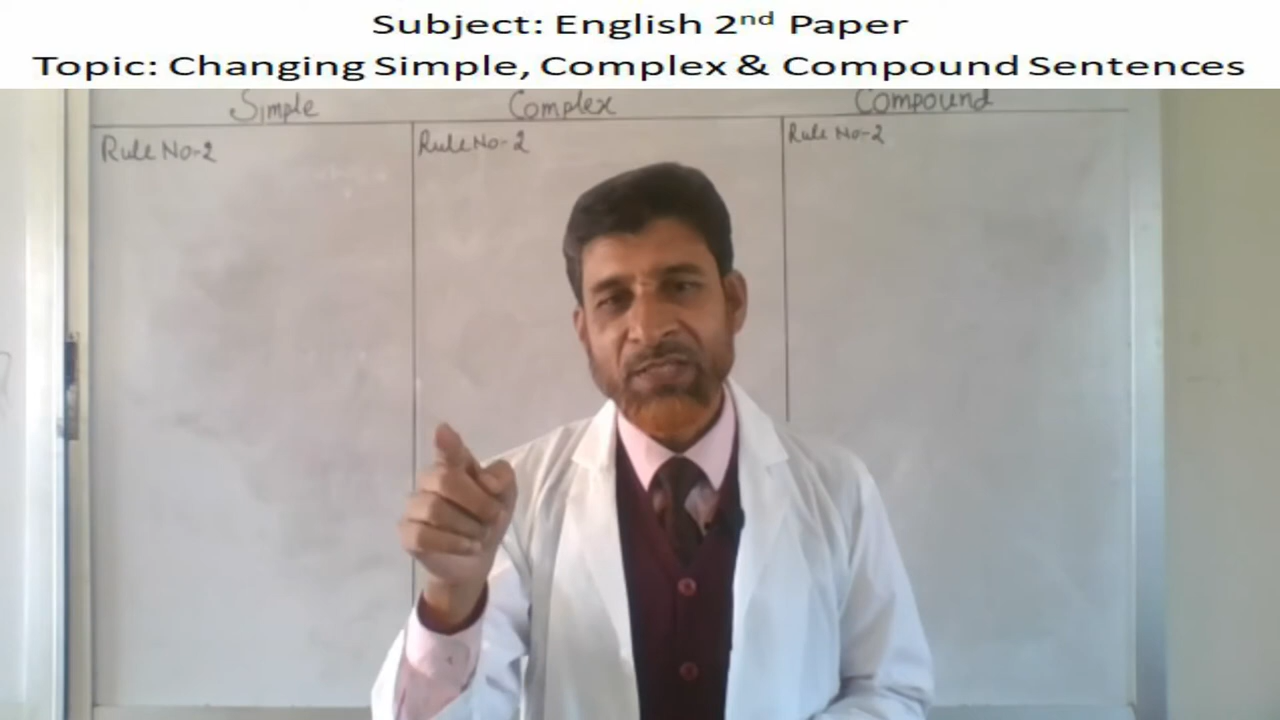 Subject: English 2nd Paper
Topic: Changing Simple, Complex & Compound Sentences
Simple Complex Compound
Rule No-2 Rule No-2 Rule No-2